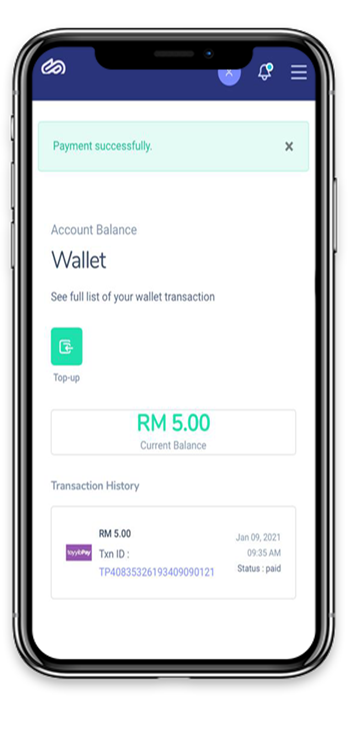 Payment successfully.
×
Account Balance
Wallet
See full list of your wallet transaction
Top-up
RM 5.00
Current Balance
Transaction History
RM 5.00
Jan 09, 2021
toyyibPay
Txn ID :
09:35 AM
TP40835326193409090121
Status : paid